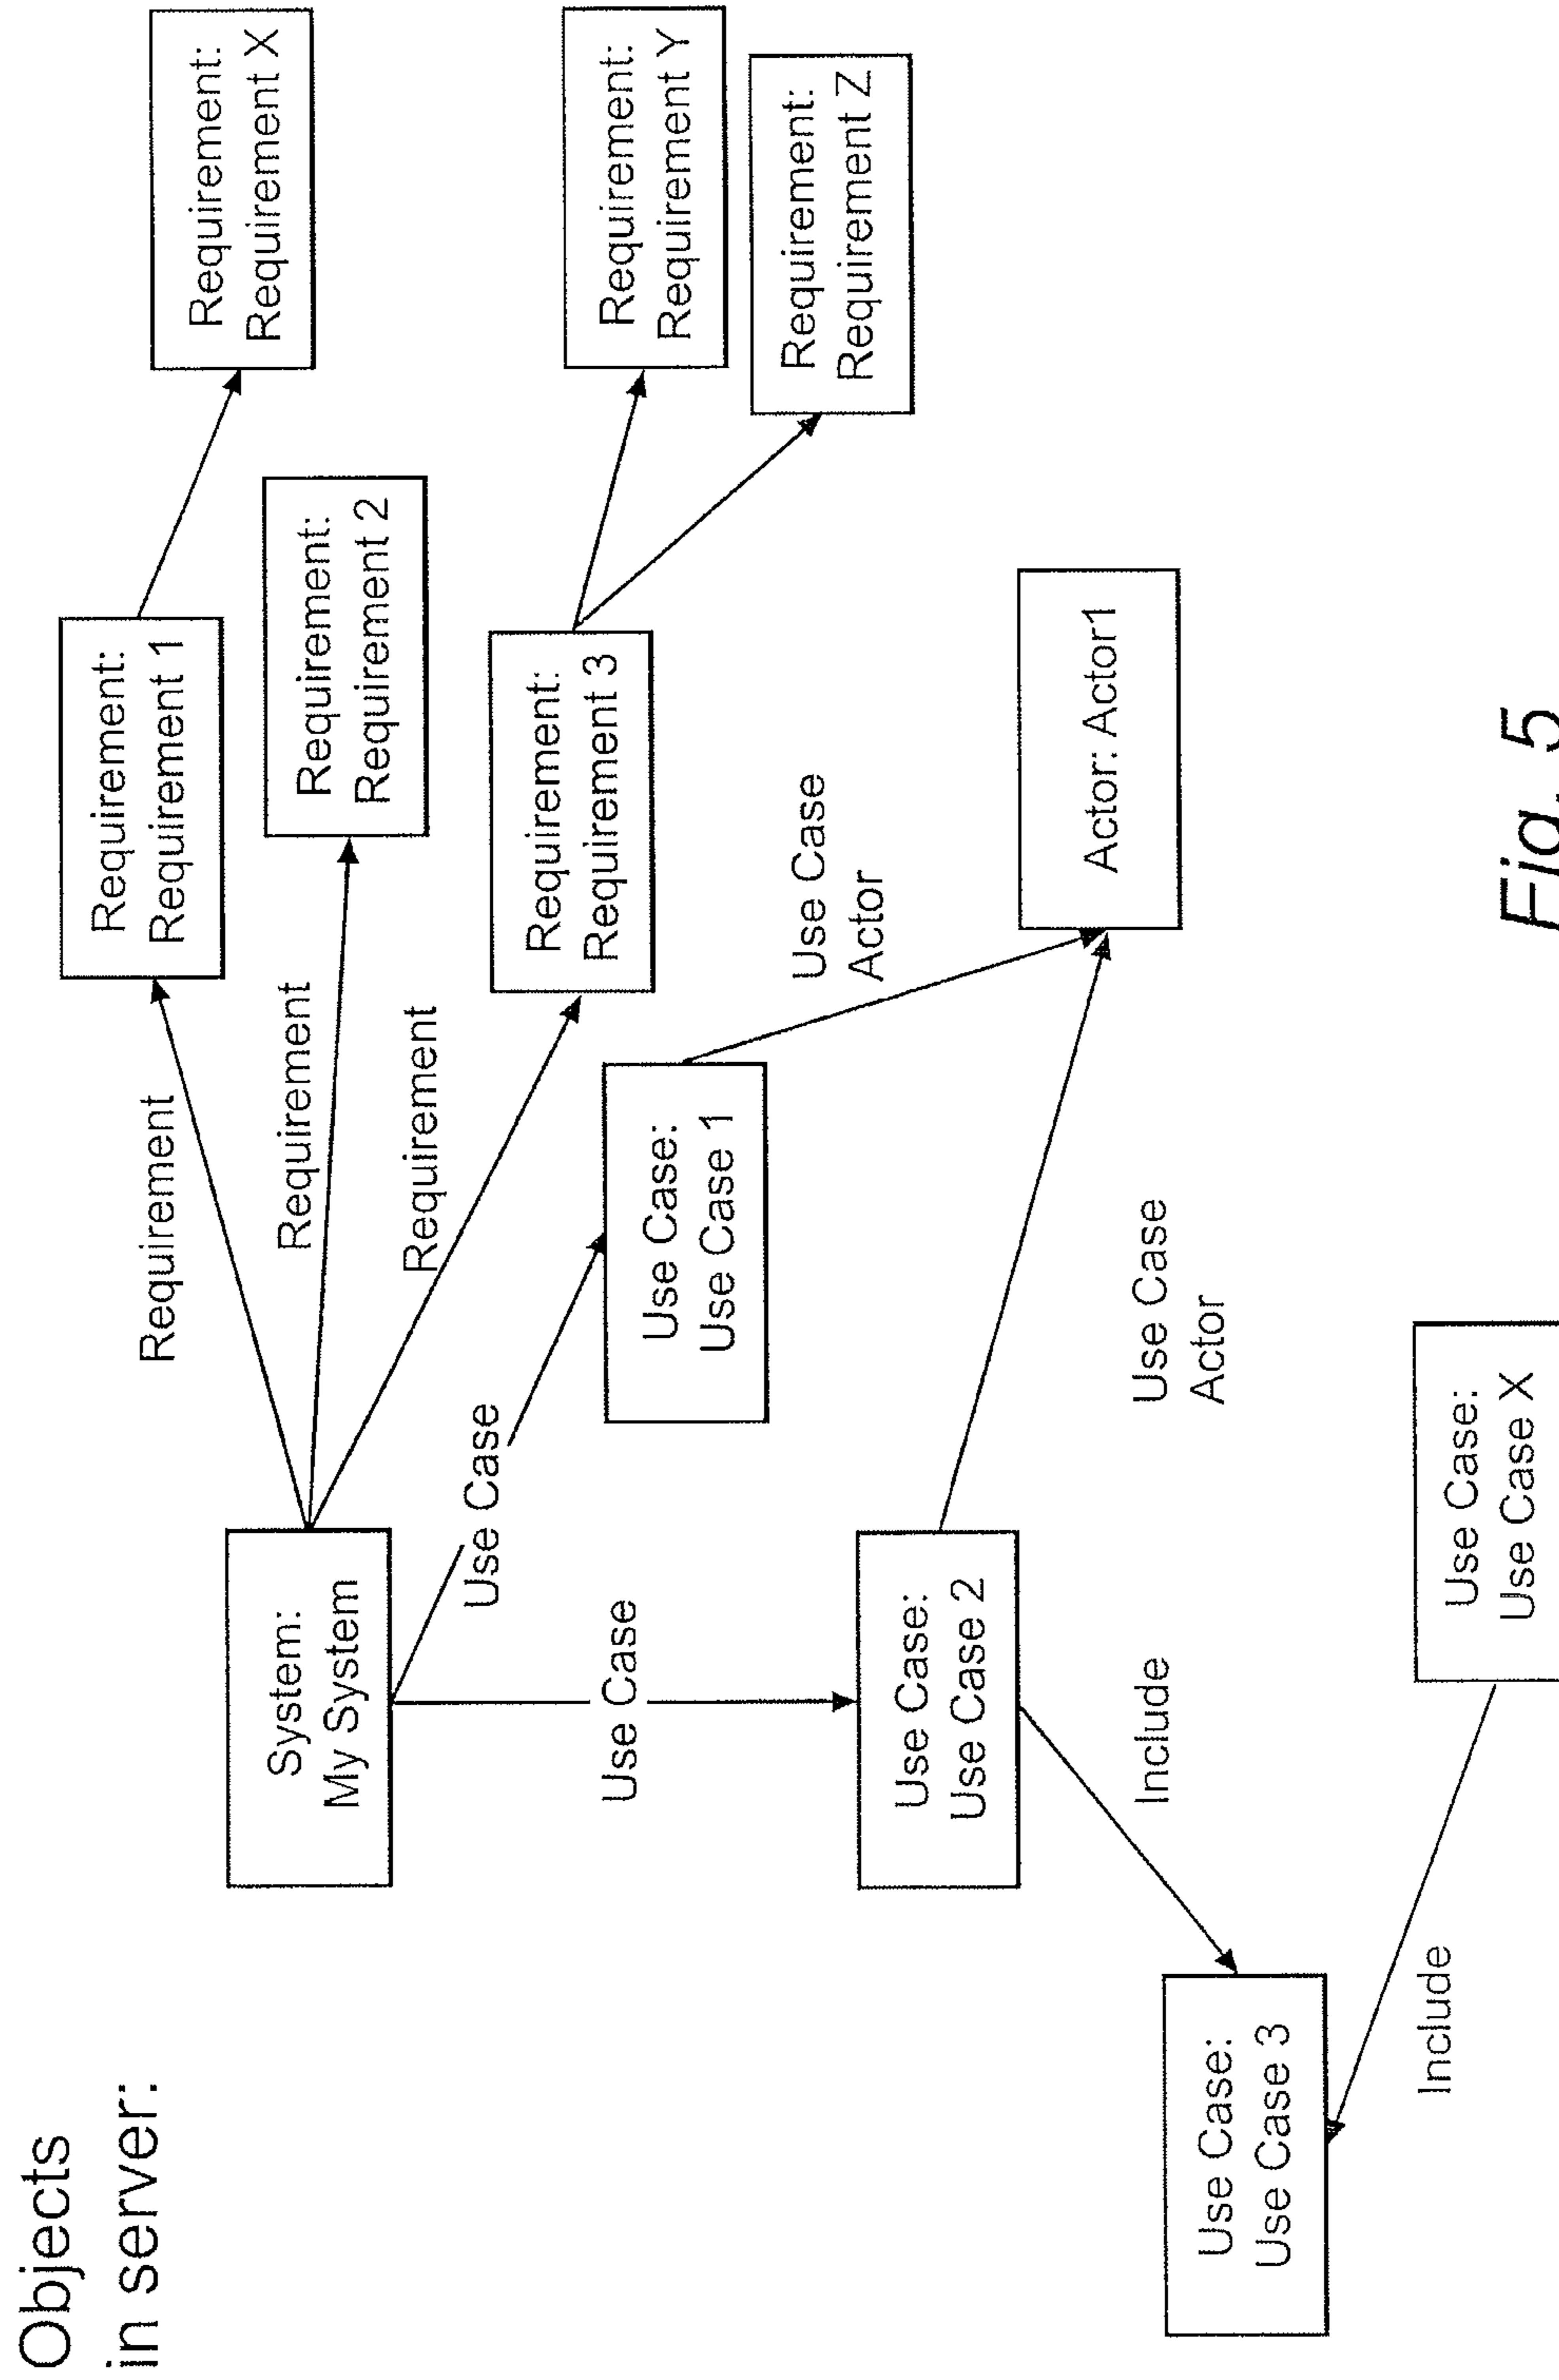 Objects
in server:
System:
My System
Requirement
Requirement
Requirement
Requirement:
Requirement 1
Requirement:
Requirement 2
Requirement:
Requirement 3
Requirement:
Requirement X
Requirement:
Requirement Y
Requirement:
Requirement Z
Use Case
Use Case
Use Case:
Use Case 1
Use Case
Actor
Actor: Actor1
Use Case:
Use Case 2
Use Case
Actor
Include
Use Case:
Use Case 3
Include
Use Case:
Use Case X
Fig. 5